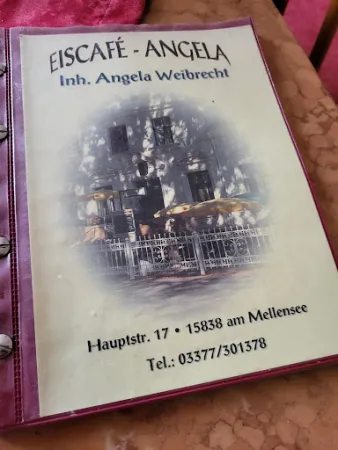 EISCAFÉ - ANGELA
Inh. Angela Weibrecht
Hauptstr. 17 • 15838 am Mellensee
Tel.: 03377/301378